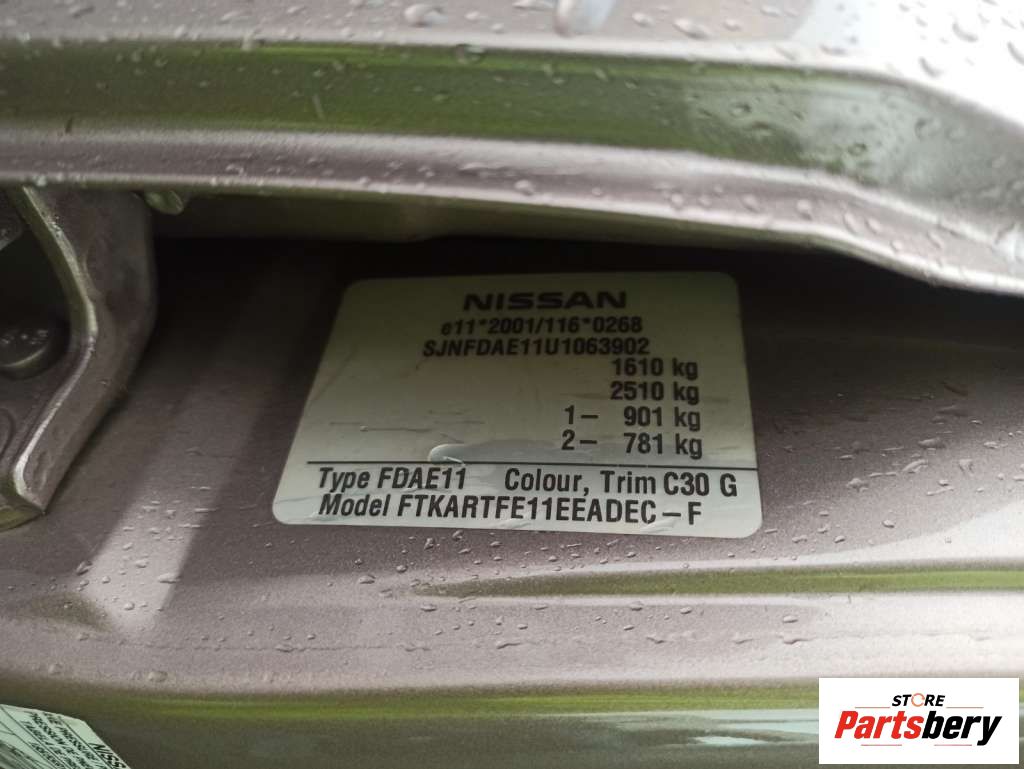 NISSAN
e11*2001/116*0268
SJNFDAE11U1063902
1610 kg
2510 kg
1- 901 kg
2- 781 kg
Type FDAE11 Colour, Trim C30 G
Model FTKARTFE11EEADEC-F
STORE
Partsbery